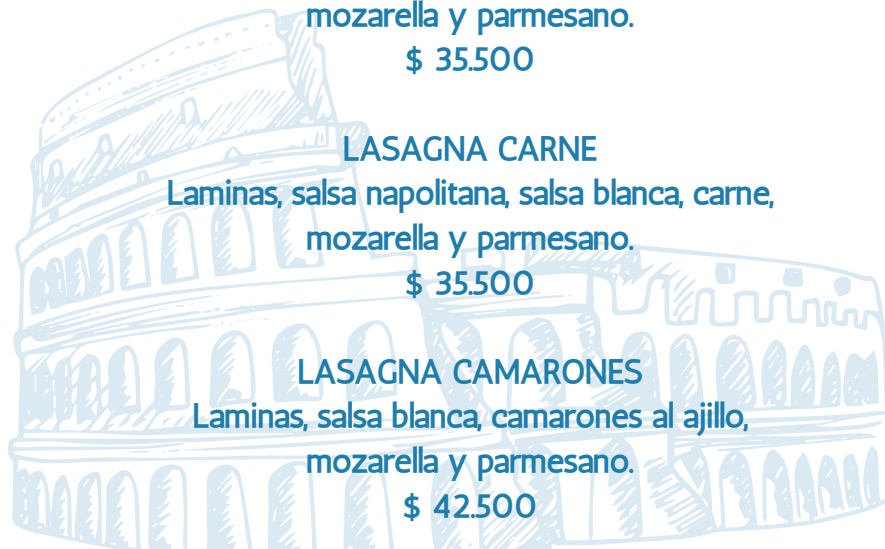 mozarella y parmesano.
$ 35.500
LASAGNA CARNE
Laminas, salsa napolitana, salsa blanca, carne,
mozarella y parmesano.
$ 35.500
LASAGNA CAMARONES
Laminas, salsa blanca, camarones al ajillo,
mozarella y parmesano.
$ 42.500